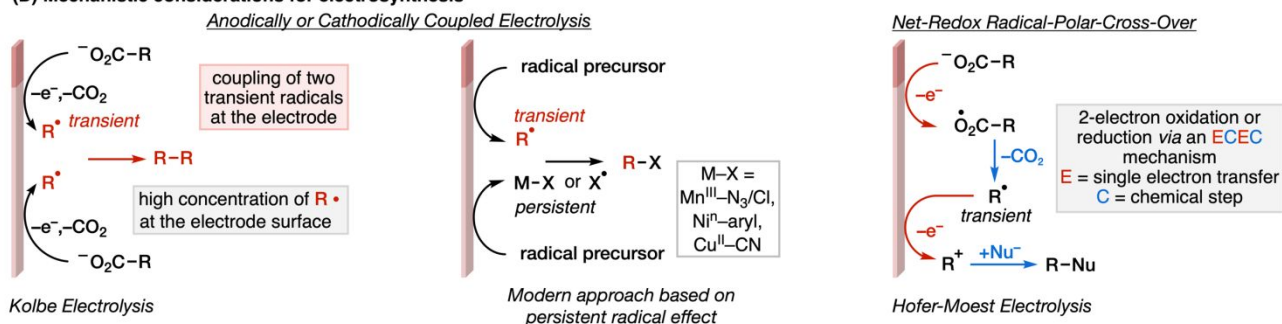 (B) Mechanistic considerations for electrosynthesis
Anodically or Cathodically Coupled Electrolysis
⁻O₂C–R
–e⁻,–CO₂
R• transient
R–R
R•
–e⁻,–CO₂
⁻O₂C–R
coupling of two
transient radicals
at the electrode
high concentration of R •
at the electrode surface
Kolbe Electrolysis
radical precursor
transient
R•
R–X
M–X or X•
persistent
radical precursor
M–X =
Mnᴵᴵᴵ–N₃/Cl,
Niⁿ–aryl,
Cuᴵᴵ–CN
Modern approach based on
persistent radical effect
Net-Redox Radical-Polar-Cross-Over
⁻O₂C–R
–e⁻
•O₂C–R
–CO₂
R•
transient
–e⁻
R⁺ +Nu⁻ R–Nu
2-electron oxidation or
reduction via an ECEC
mechanism
E = single electron transfer
C = chemical step
Hofer-Moest Electrolysis